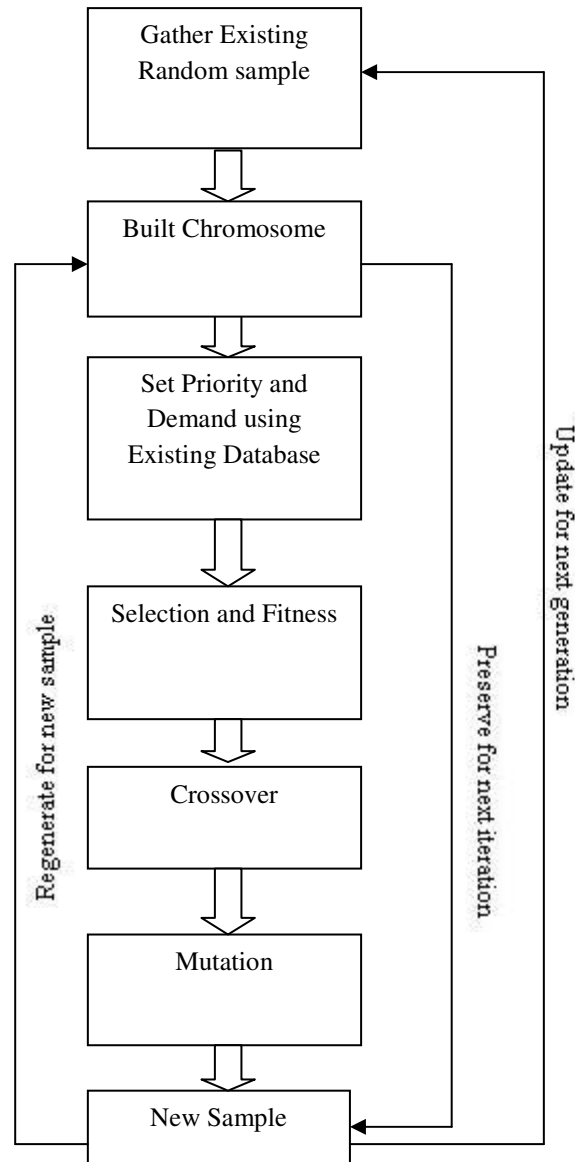 Gather Existing
Random sample
Built Chromosome
Set Priority and
Demand using
Existing Database
Selection and Fitness
Crossover
Mutation
New Sample
Regenerate for new sample
Preserve for next iteration
Update for next generation